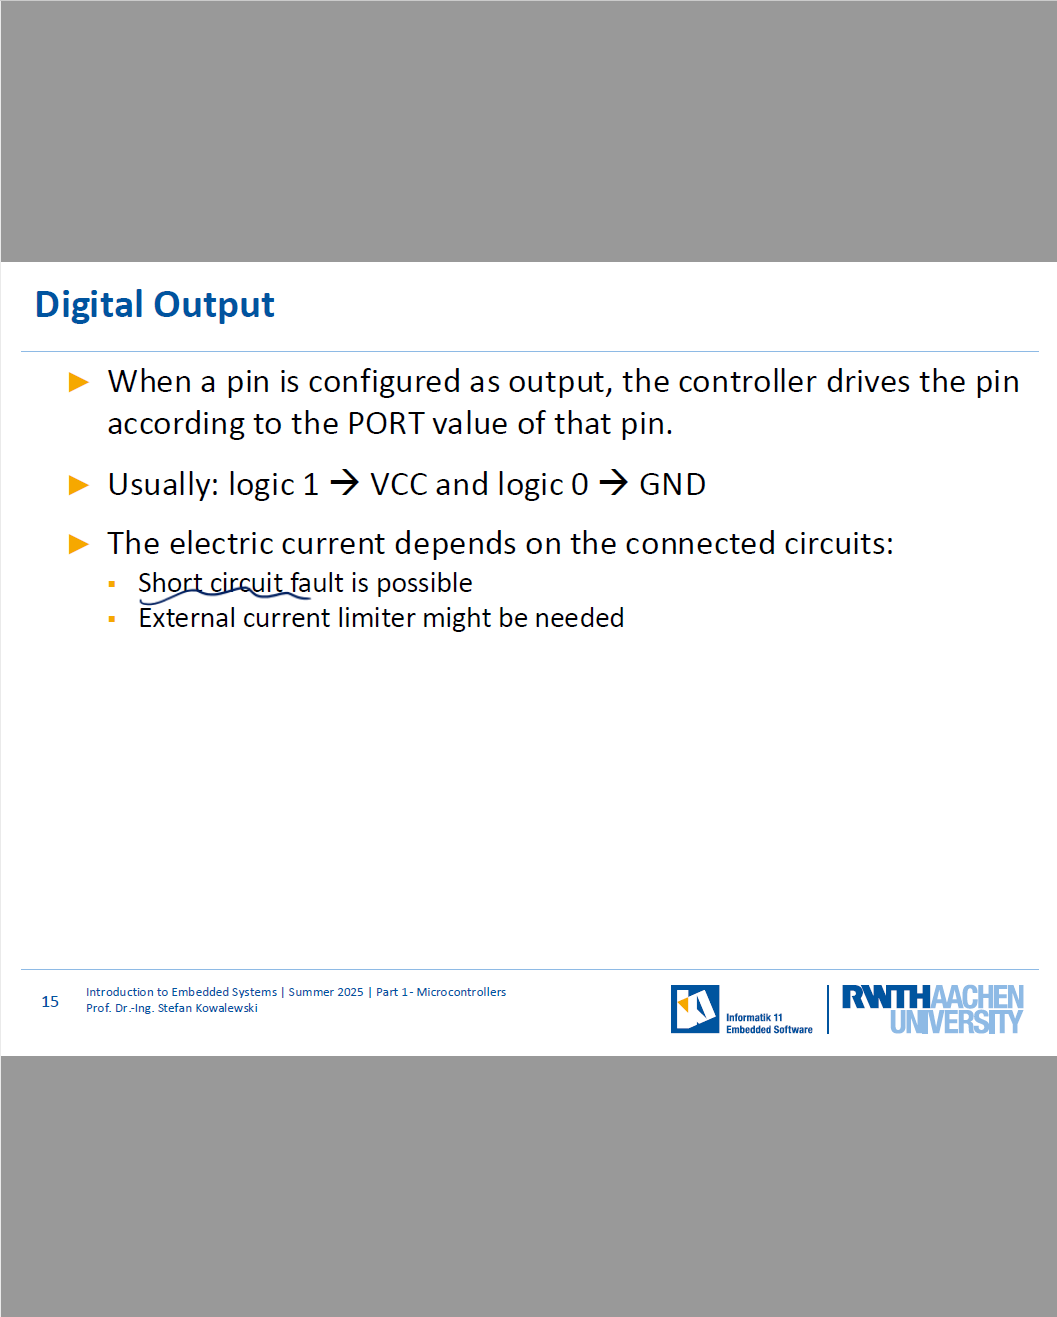 Digital Output
► When a pin is configured as output, the controller drives the pin
according to the PORT value of that pin.
► Usually: logic 1 → VCC and logic 0 → GND
► The electric current depends on the connected circuits:
▪ Short circuit fault is possible
▪ External current limiter might be needed
15
Introduction to Embedded Systems | Summer 2025 | Part 1- Microcontrollers
Prof. Dr.-Ing. Stefan Kowalewski
Informatik 11
Embedded Software
RWTH AACHEN
UNIVERSITY